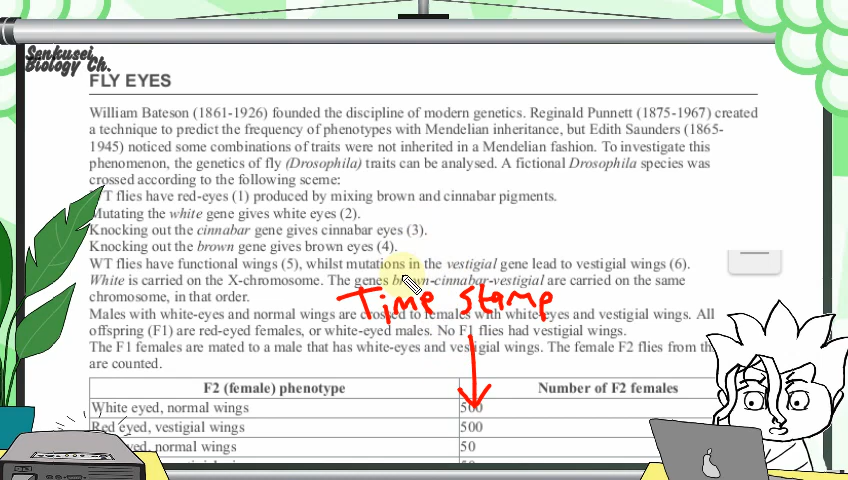 Senkusei
Biology Ch.
FLY EYES
William Bateson (1861-1926) founded the discipline of modern genetics. Reginald Punnett (1875-1967) created
a technique to predict the frequency of phenotypes with Mendelian inheritance, but Edith Saunders (1865-
1945) noticed some combinations of traits were not inherited in a Mendelian fashion. To investigate this
phenomenon, the genetics of fly (Drosophila) traits can be analysed. A fictional Drosophila species was
crossed according to the following sceme:
WT flies have red-eyes (1) produced by mixing brown and cinnabar pigments.
Mutating the white gene gives white eyes (2).
Knocking out the cinnabar gene gives cinnabar eyes (3).
Knocking out the brown gene gives brown eyes (4).
WT flies have functional wings (5), whilst mutations in the vestigial gene lead to vestigial wings (6).
White is carried on the X-chromosome. The genes brown-cinnabar-vestigial are carried on the same
chromosome, in that order.
Time stamp
Males with white-eyes and normal wings are crossed to females with white-eyes and vestigial wings. All
offspring (F1) are red-eyed females, or white-eyed males. No F1 flies had vestigial wings.
The F1 females are mated to a male that has white-eyes and vestigial wings. The female F2 flies from
are counted.
F2 (female) phenotype Number of F2 females
White eyed, normal wings 500
Red eyed, vestigial wings 500
normal wings 50